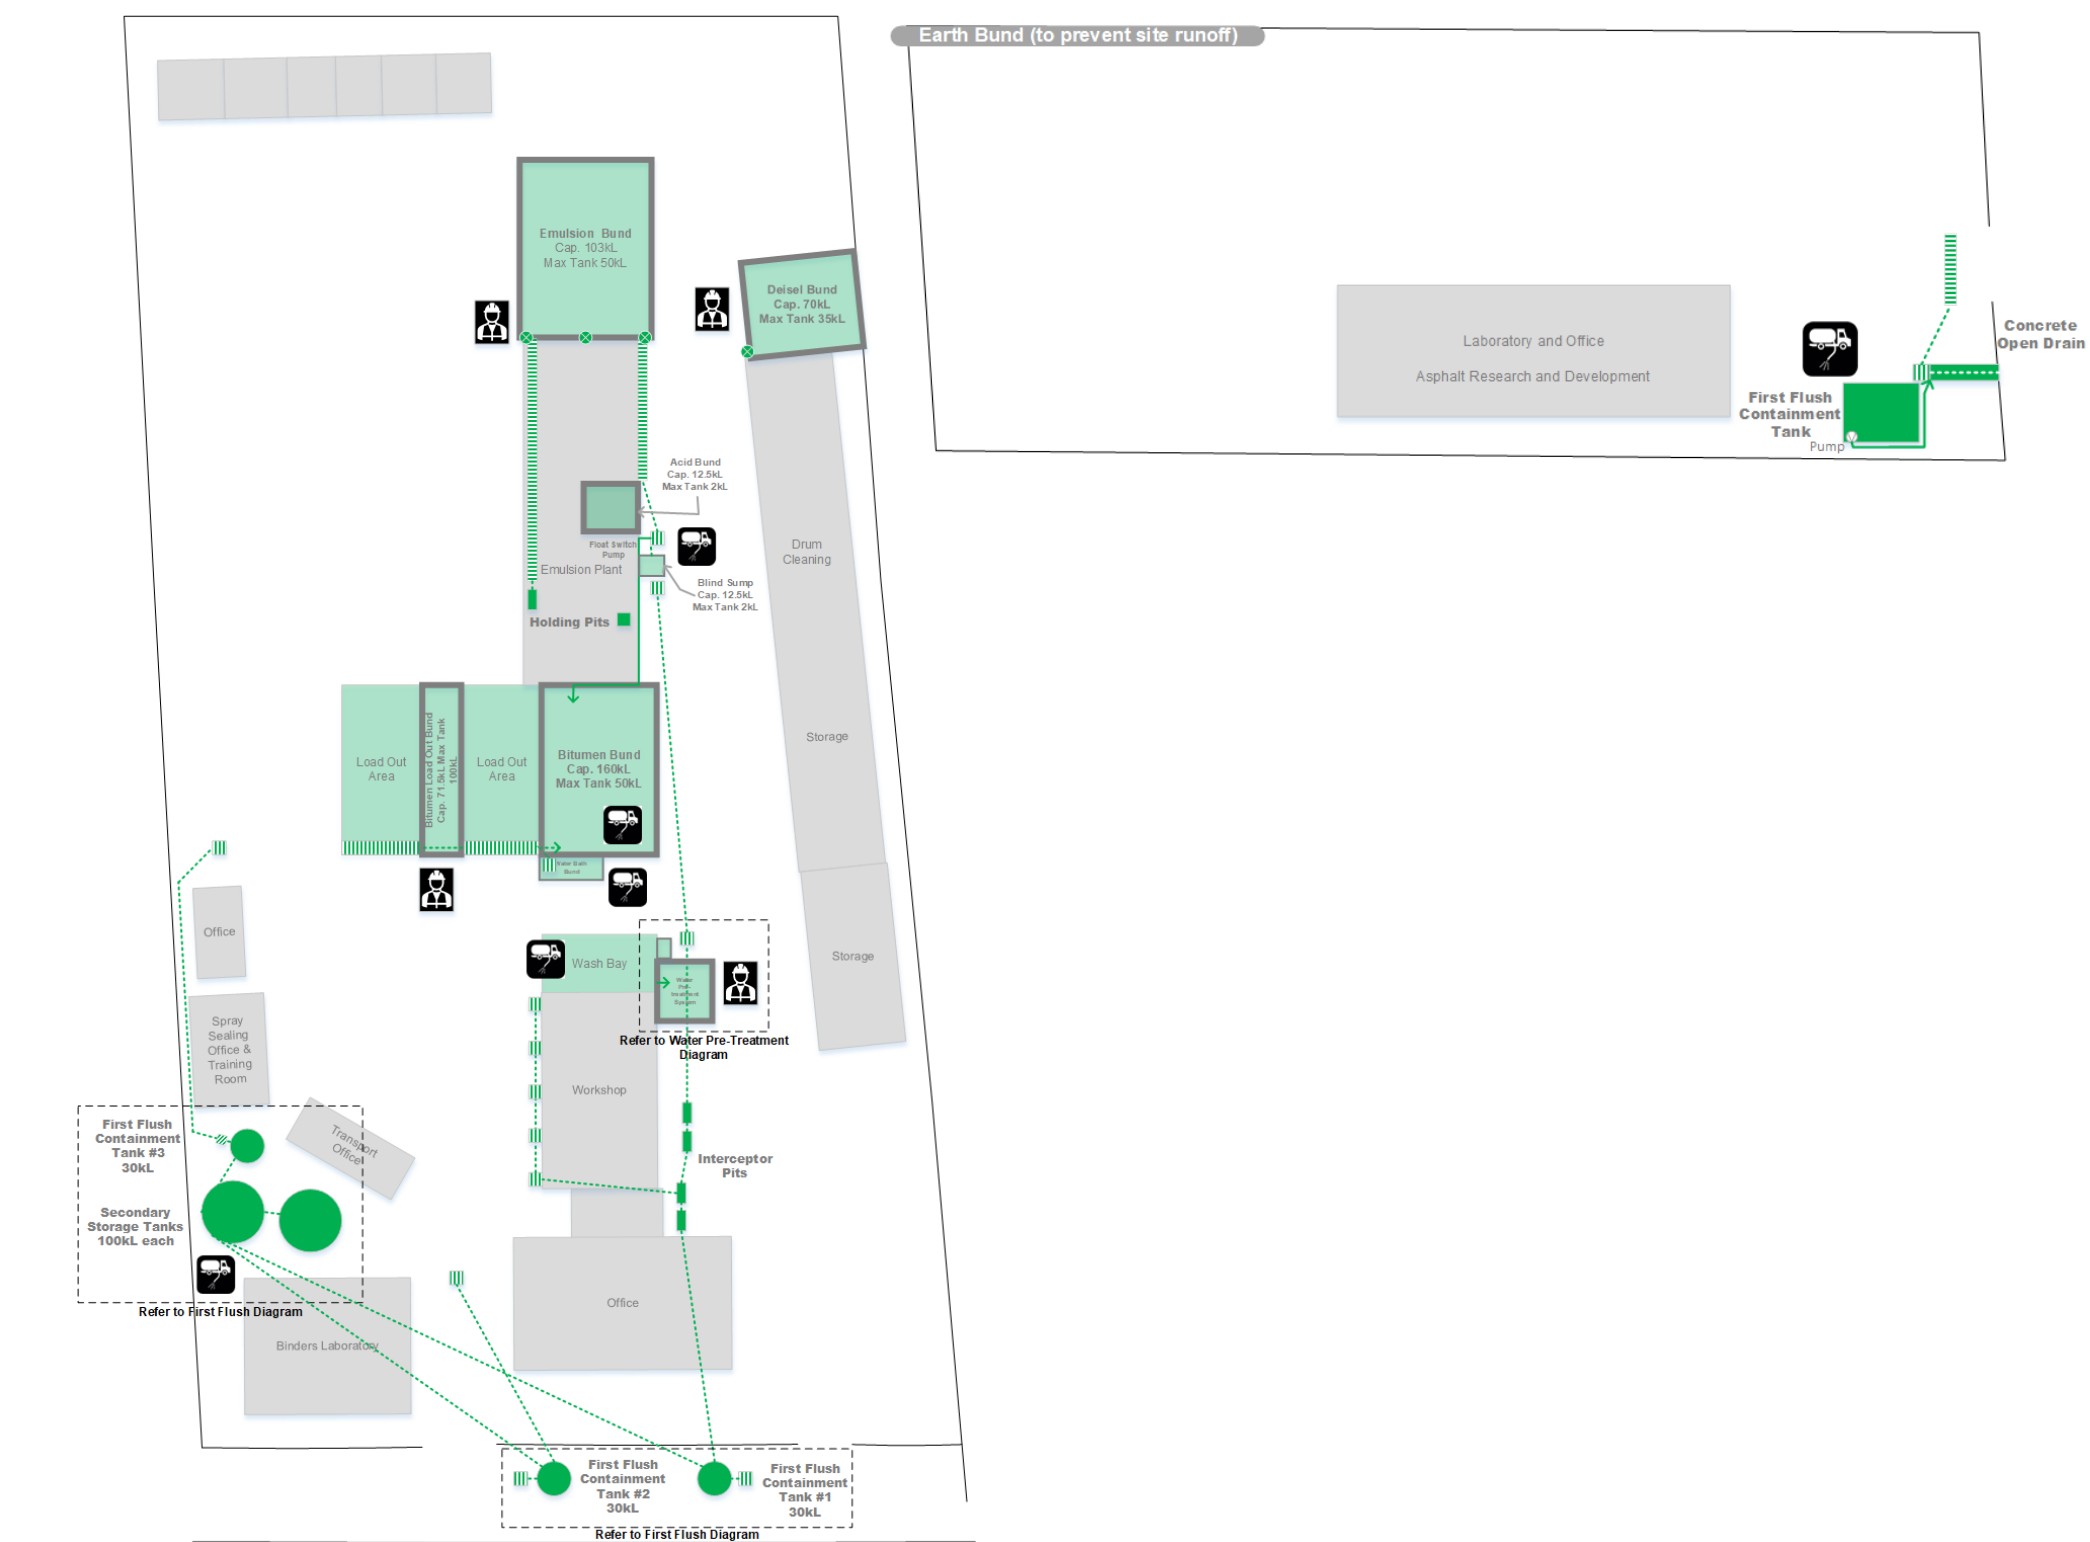 Earth Bund (to prevent site runoff)
Emulsion Bund
Cap. 103kL
Max Tank 50kL
Deisel Bund
Cap. 70kL
Max Tank 35kL
Laboratory and Office
Asphalt Research and Development
Concrete
Open Drain
First Flush
Containment
Tank
Pump
Acid Bund
Cap. 12.5kL
Max Tank 2kL
Float Switch
Pump
Emulsion Plant
Blind Sump
Cap. 12.5kL
Max Tank 2kL
Holding Pits
Drum
Cleaning
Storage
Load Out
Area
Bitumen Load Out Bund
Cap. 71.5kL Max Tank
100kL
Load Out
Area
Bitumen Bund
Cap. 160kL
Max Tank 50kL
Water Bath
Bund
Office
Wash Bay
Water
Pre-
treatment
System
Storage
Refer to Water Pre-Treatment
Diagram
Spray
Sealing
Office &
Training
Room
Workshop
First Flush
Containment
Tank #3
30kL
Transport
Office
Interceptor
Pits
Secondary
Storage Tanks
100kL each
Refer to First Flush Diagram
Office
Binders Laboratory
First Flush
Containment
Tank #2
30kL
First Flush
Containment
Tank #1
30kL
Refer to First Flush Diagram